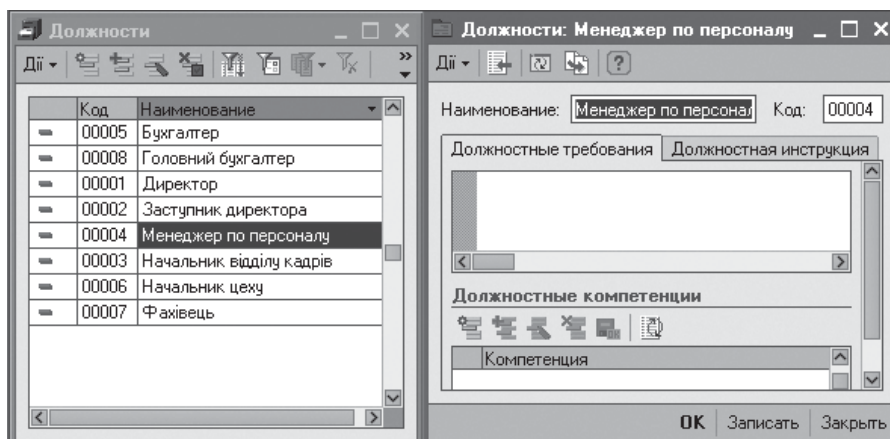 Должности
Дії
Код Наименование
00005 Бухгалтер
00008 Головний бухгалтер
00001 Директор
00002 Заступник директора
00004 Менеджер по персоналу
00003 Начальник відділу кадрів
00006 Начальник цеху
00007 Фахівець
Должности: Менеджер по персоналу
Дії
Наименование: Менеджер по персонал Код: 00004
Должностные требования Должностная инструкция
Должностные компетенции
Компетенция
OK Записать Закрыть